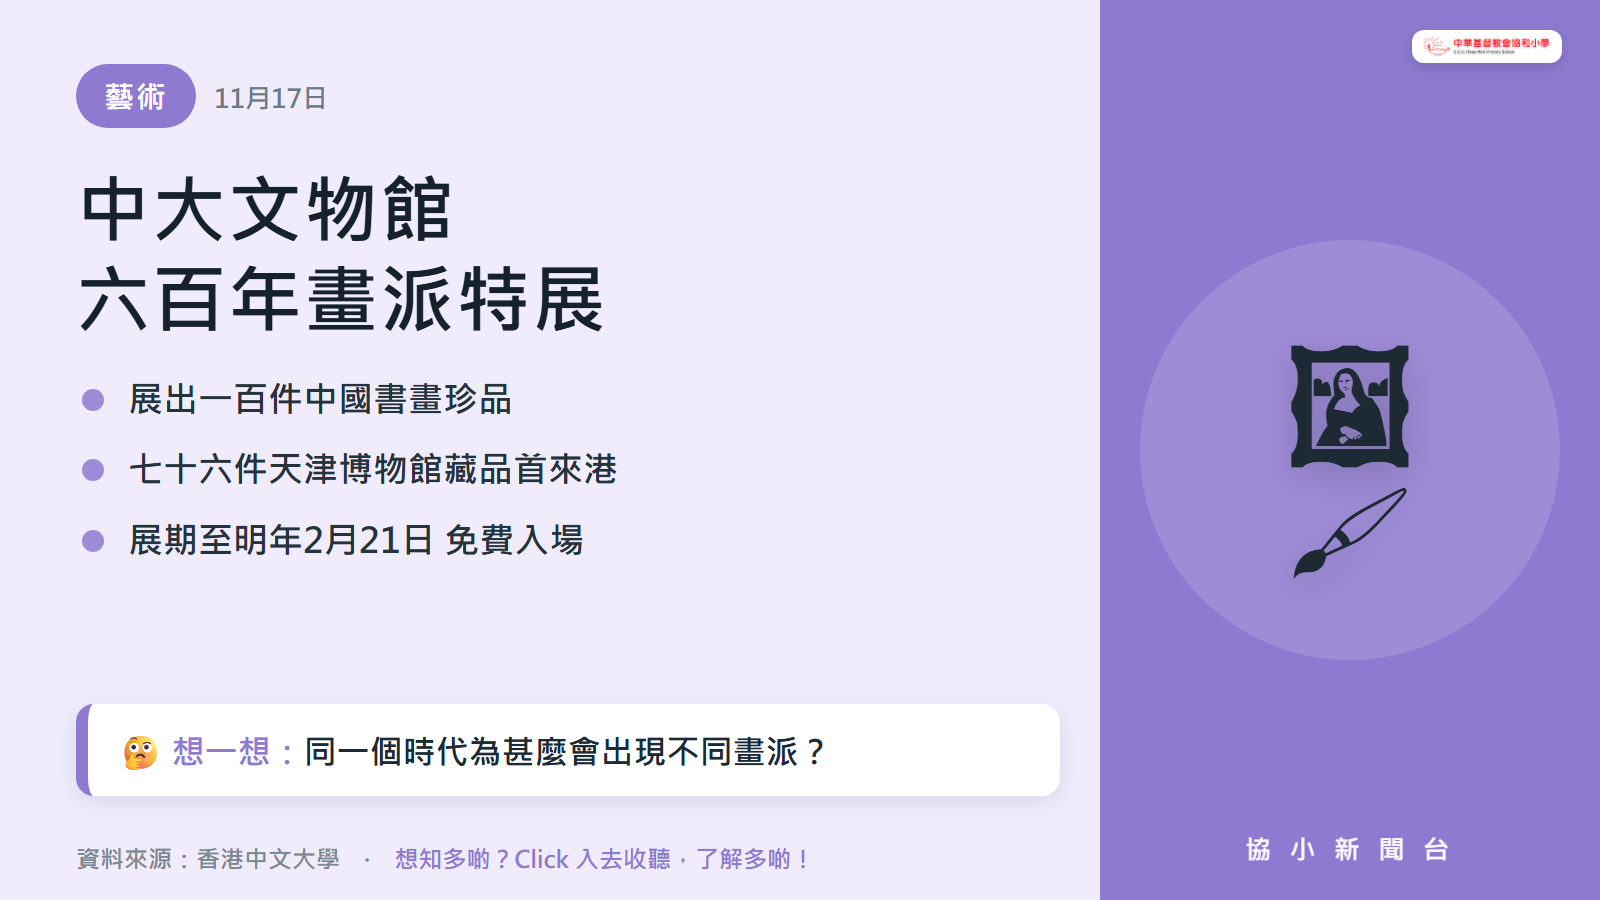 中華基督教會協和小學
藝術
11月17日
中大文物館
六百年畫派特展
展出一百件中國書畫珍品
七十六件天津博物館藏品首來港
展期至明年2月21日 免費入場
想一想：同一個時代為甚麼會出現不同畫派？
資料來源：香港中文大學 · 想知多啲？Click 入去收聽．了解多啲！
協小新聞台